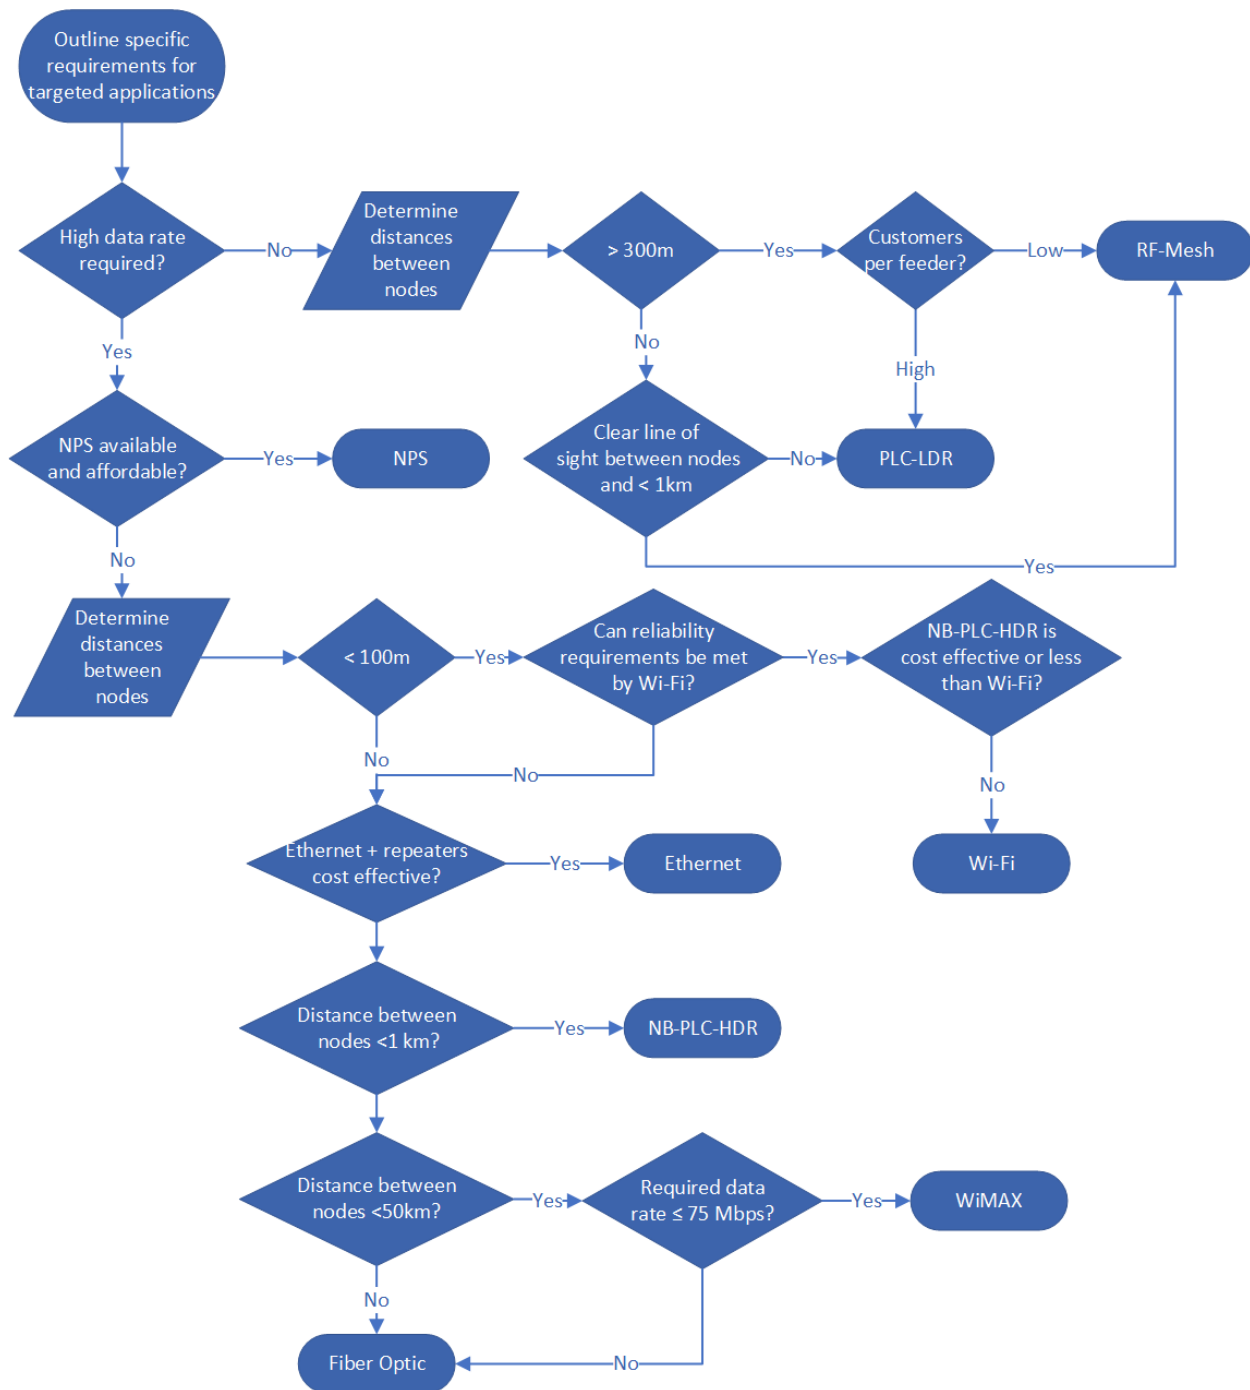 Outline specific
requirements for
targeted applications
High data rate
required?
No
Determine
distances
between
nodes
> 300m
Yes
Customers
per feeder?
Low
RF-Mesh
Yes
No
High
NPS available
and affordable?
Yes
NPS
Clear line of
sight between nodes
and < 1km
No
PLC-LDR
No
Yes
Determine
distances
between
nodes
< 100m
Yes
Can reliability
requirements be met
by Wi-Fi?
Yes
NB-PLC-HDR is
cost effective or less
than Wi-Fi?
No
No
No
Ethernet + repeaters
cost effective?
Yes
Ethernet
Wi-Fi
Distance between
nodes <1 km?
Yes
NB-PLC-HDR
Distance between
nodes <50km?
Yes
Required data
rate ≤ 75 Mbps?
Yes
WiMAX
No
Fiber Optic
No